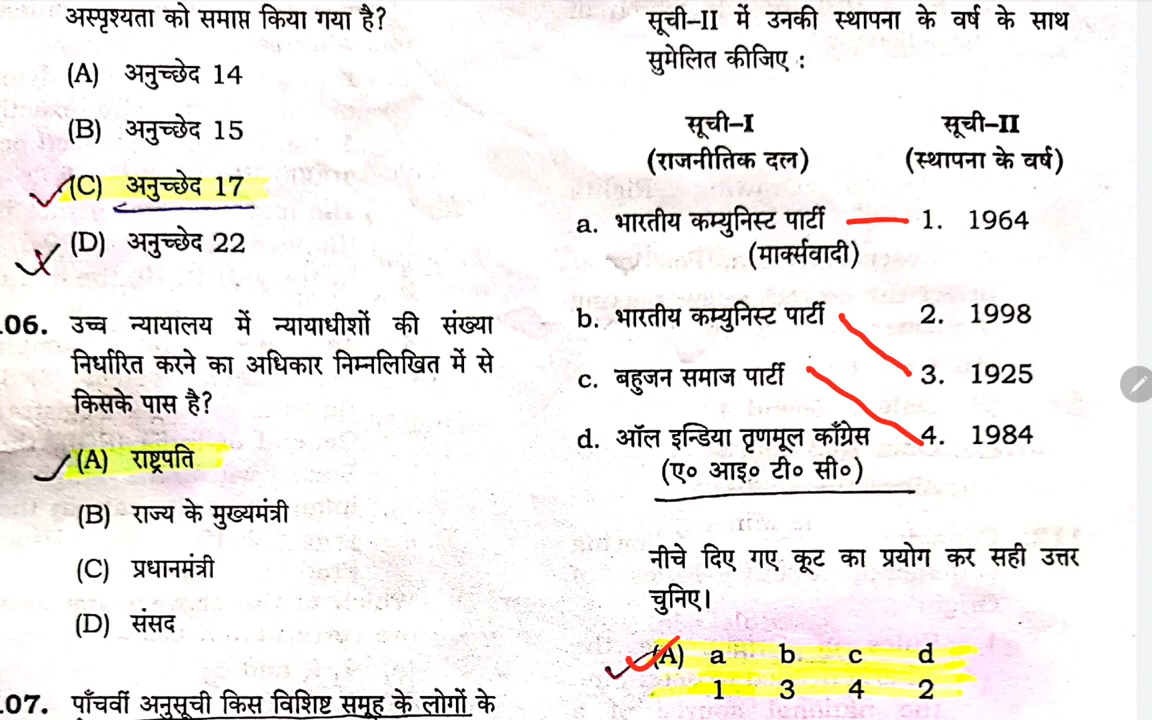 अस्पृश्यता को समाप्त किया गया है?
(A) अनुच्छेद 14
(B) अनुच्छेद 15
(C) अनुच्छेद 17
(D) अनुच्छेद 22
106. उच्च न्यायालय में न्यायाधीशों की संख्या
निर्धारित करने का अधिकार निम्नलिखित में से
किसके पास है?
(A) राष्ट्रपति
(B) राज्य के मुख्यमंत्री
(C) प्रधानमंत्री
(D) संसद
107. पाँचवीं अनुसूची किस विशिष्ट समूह के लोगों के
सूची–II में उनकी स्थापना के वर्ष के साथ
सुमेलित कीजिए :
सूची–I सूची–II
(राजनीतिक दल) (स्थापना के वर्ष)
a. भारतीय कम्युनिस्ट पार्टी 1. 1964
(मार्क्सवादी)
b. भारतीय कम्युनिस्ट पार्टी 2. 1998
c. बहुजन समाज पार्टी 3. 1925
d. ऑल इन्डिया तृणमूल काँग्रेस 4. 1984
(ए० आइ० टी० सी०)
नीचे दिए गए कूट का प्रयोग कर सही उत्तर
चुनिए।
(A) a b c d
1 3 4 2